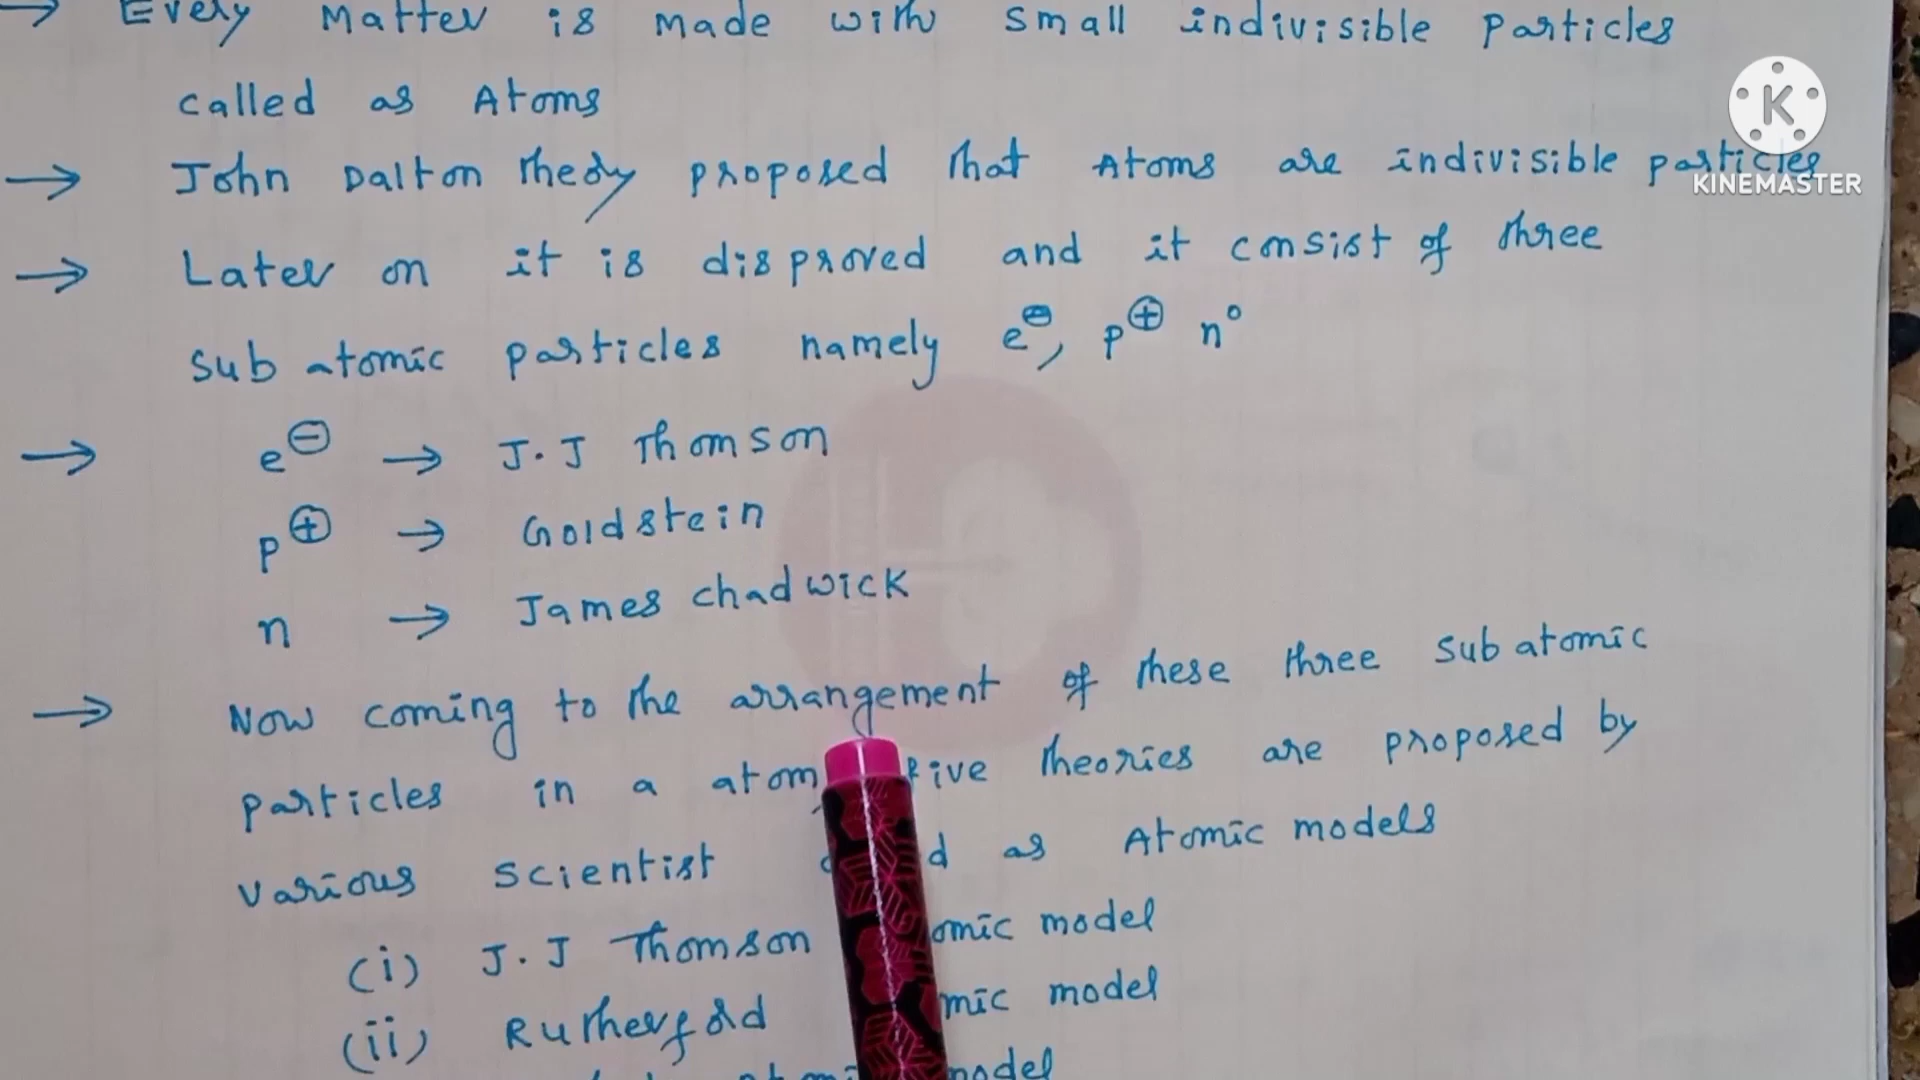 → Every Matter is made with small indivisible particles
called as Atoms
→ John Dalton theory proposed that Atoms are indivisible particles
→ Later on it is disproved and it consist of three
sub atomic particles namely e⊖, p⊕ n°
→ e⊖ → J.J Thomson
p⊕ → Goldstein
n → James chadwick
→ Now coming to the arrangement of these three subatomic
particles in a atom, five theories are proposed by
various scientist as Atomic models
(i) J.J Thomson omic model
(ii) Rutherford mic model
model
KINEMASTER